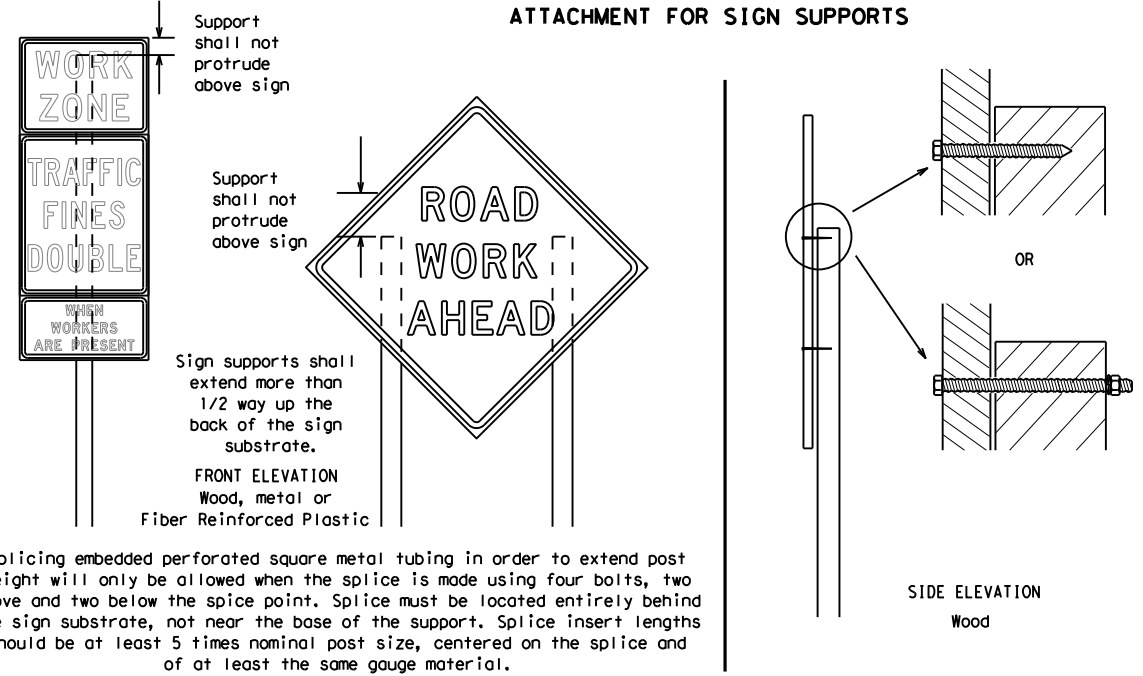 ATTACHMENT FOR SIGN SUPPORTS
Support
shall not
protrude
above sign
WORK
ZONE
TRAFFIC
FINES
DOUBLE
WHEN
WORKERS
ARE PRESENT
Support
shall not
protrude
above sign
ROAD
WORK
AHEAD
Sign supports shall
extend more than
1/2 way up the
back of the sign
substrate.
FRONT ELEVATION
Wood, metal or
Fiber Reinforced Plastic
OR
SIDE ELEVATION
Wood
plicing embedded perforated square metal tubing in order to extend post
eight will only be allowed when the splice is made using four bolts, two
ove and two below the spice point. Splice must be located entirely behind
e sign substrate, not near the base of the support. Splice insert lengths
hould be at least 5 times nominal post size, centered on the splice and
of at least the same gauge material.